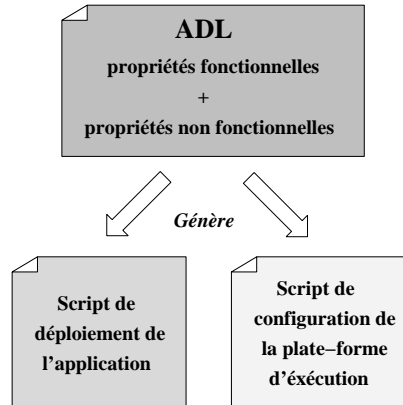 ADL
propriétés fonctionnelles
+
propriétés non fonctionnelles
Génère
Script de
déploiement de
l'application
Script de
configuration de
la plate−forme
d'éxécution